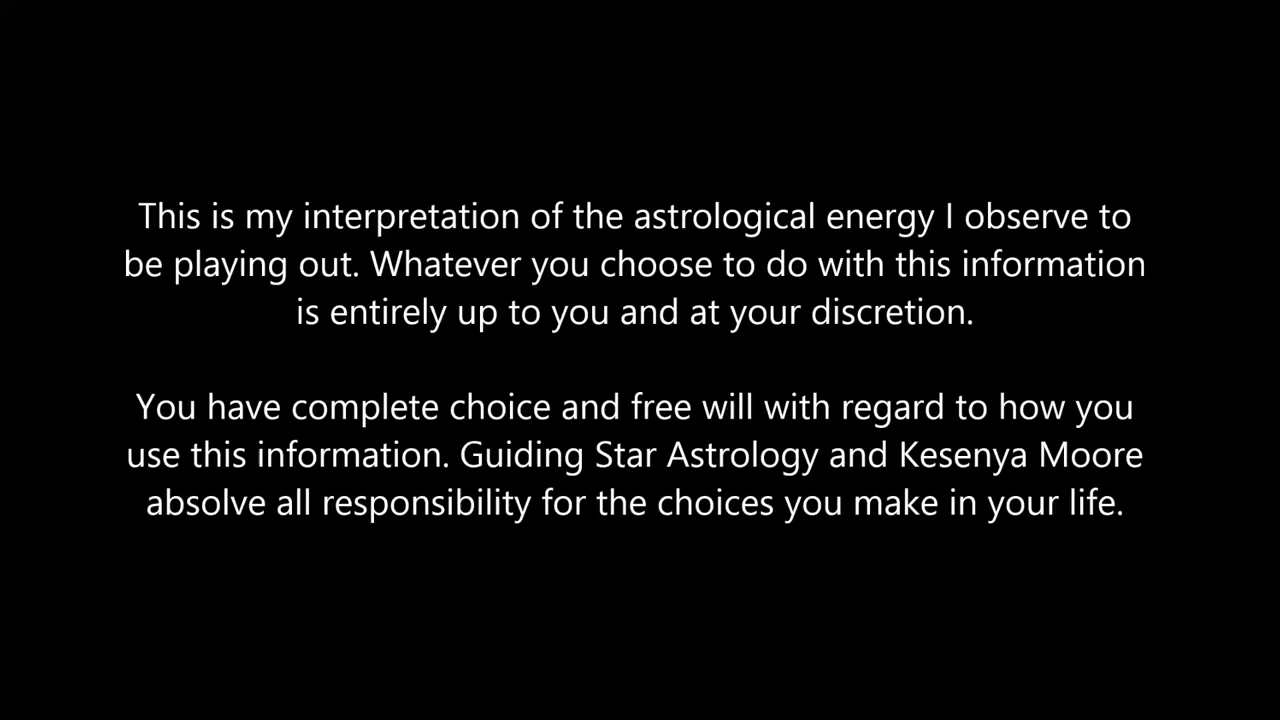 This is my interpretation of the astrological energy I observe to
be playing out. Whatever you choose to do with this information
is entirely up to you and at your discretion.
You have complete choice and free will with regard to how you
use this information. Guiding Star Astrology and Kesenya Moore
absolve all responsibility for the choices you make in your life.